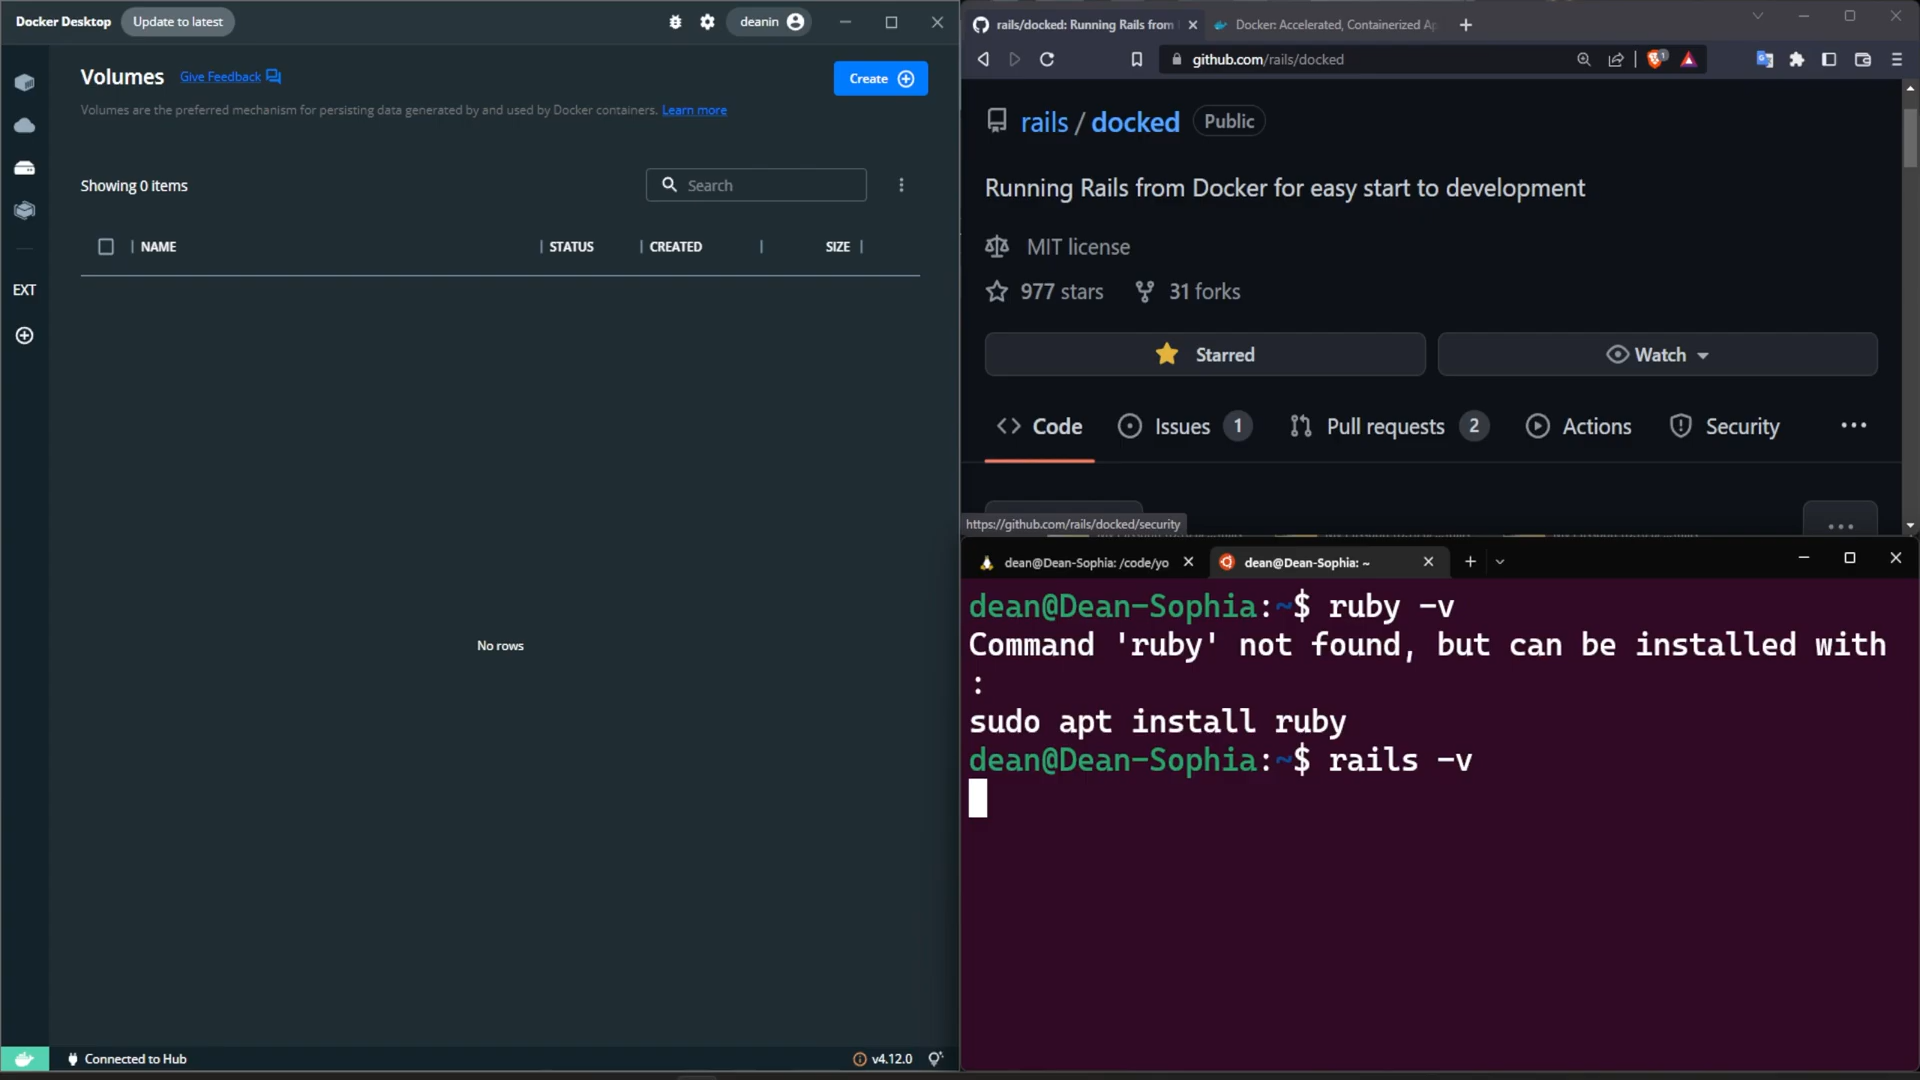 Docker Desktop
Update to latest
deanin
Volumes
Give Feedback
Create
Volumes are the preferred mechanism for persisting data generated by and used by Docker containers. Learn more
Showing 0 items
Search
NAME
STATUS
CREATED
SIZE
EXT
No rows
Connected to Hub
v4.12.0
rails/docked: Running Rails from
Docker: Accelerated, Containerized Ap
github.com/rails/docked
1
rails / docked
Public
Running Rails from Docker for easy start to development
MIT license
977 stars
31 forks
Starred
Watch
Code
Issues 1
Pull requests 2
Actions
Security
https://github.com/rails/docked/security
dean@Dean-Sophia: /code/yo
dean@Dean-Sophia: ~
dean@Dean-Sophia:~$ ruby -v
Command 'ruby' not found, but can be installed with
:
sudo apt install ruby
dean@Dean-Sophia:~$ rails -v